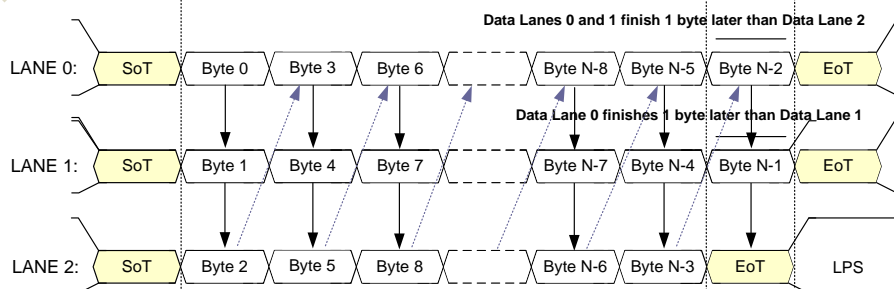 Data Lanes 0 and 1 finish 1 byte later than Data Lane 2
LANE 0: SoT Byte 0 Byte 3 Byte 6 Byte N-8 Byte N-5 Byte N-2 EoT
Data Lane 0 finishes 1 byte later than Data Lane 1
LANE 1: SoT Byte 1 Byte 4 Byte 7 Byte N-7 Byte N-4 Byte N-1 EoT
LANE 2: SoT Byte 2 Byte 5 Byte 8 Byte N-6 Byte N-3 EoT LPS